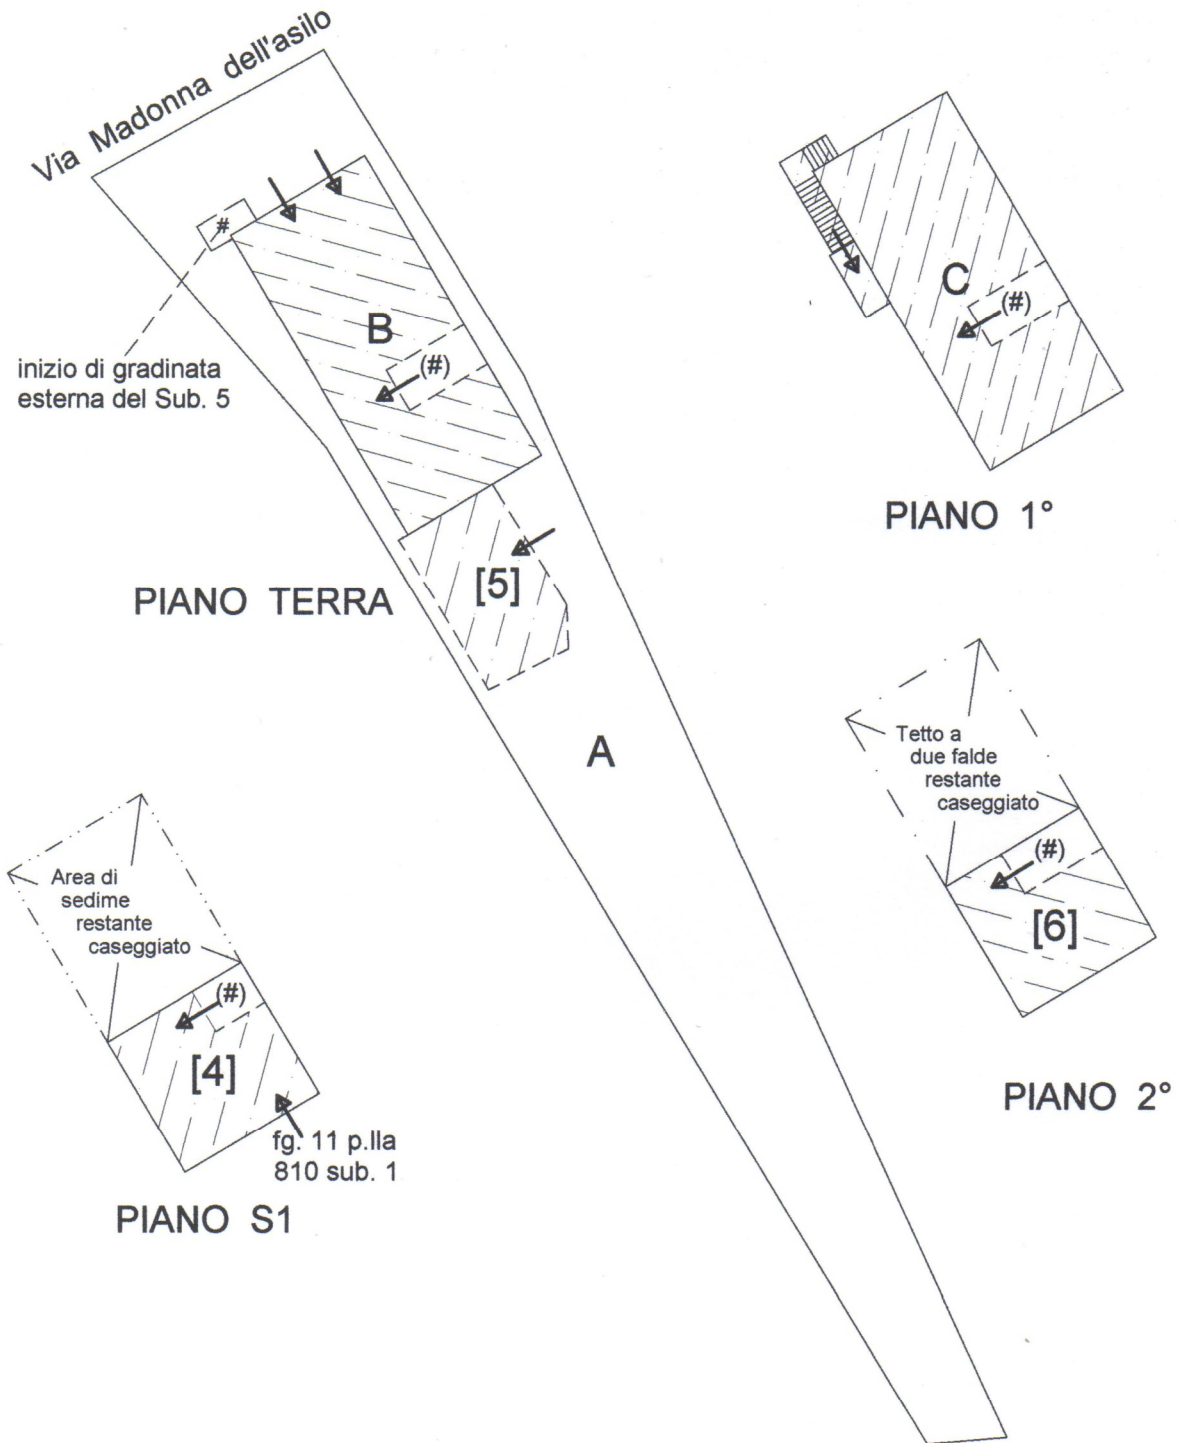 Via Madonna dell'asilo
#
B
(#)
inizio di gradinata
esterna del Sub. 5
C
(#)
PIANO 1°
[5]
PIANO TERRA
A
Tetto a
due falde
restante
caseggiato
(#)
[6]
PIANO 2°
Area di
sedime
restante
caseggiato
(#)
[4]
fg. 11 p.lla
810 sub. 1
PIANO S1